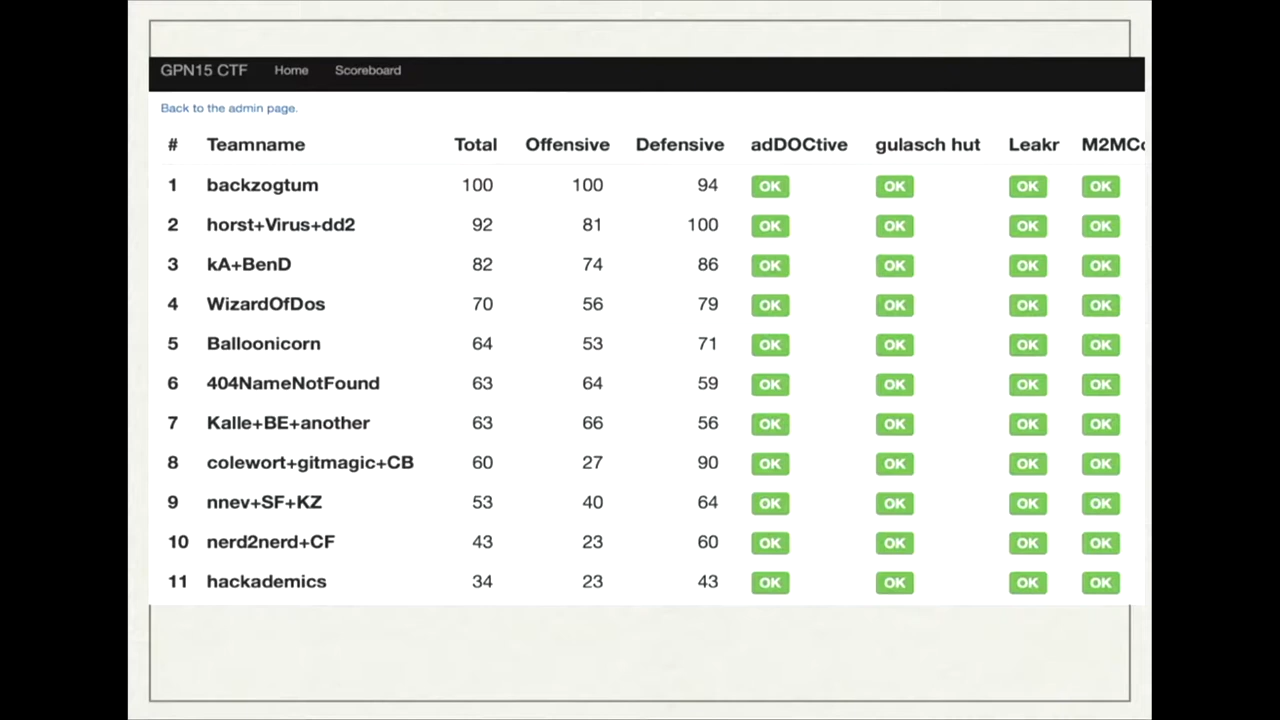 GPN15 CTF Home Scoreboard
Back to the admin page.
# Teamname Total Offensive Defensive adDOCtive gulasch hut Leakr
1 backzogtum 100 100 94 OK OK OK OK
2 horst+Virus+dd2 92 81 100 OK OK OK OK
3 kA+BenD 82 74 86 OK OK OK OK
4 WizardOfDos 70 56 79 OK OK OK OK
5 Balloonicorn 64 53 71 OK OK OK OK
6 404NameNotFound 63 64 59 OK OK OK OK
7 Kalle+BE+another 63 66 56 OK OK OK OK
8 colewort+gitmagic+CB 60 27 90 OK OK OK OK
9 nnev+SF+KZ 53 40 64 OK OK OK OK
10 nerd2nerd+CF 43 23 60 OK OK OK OK
11 hackademics 34 23 43 OK OK OK OK